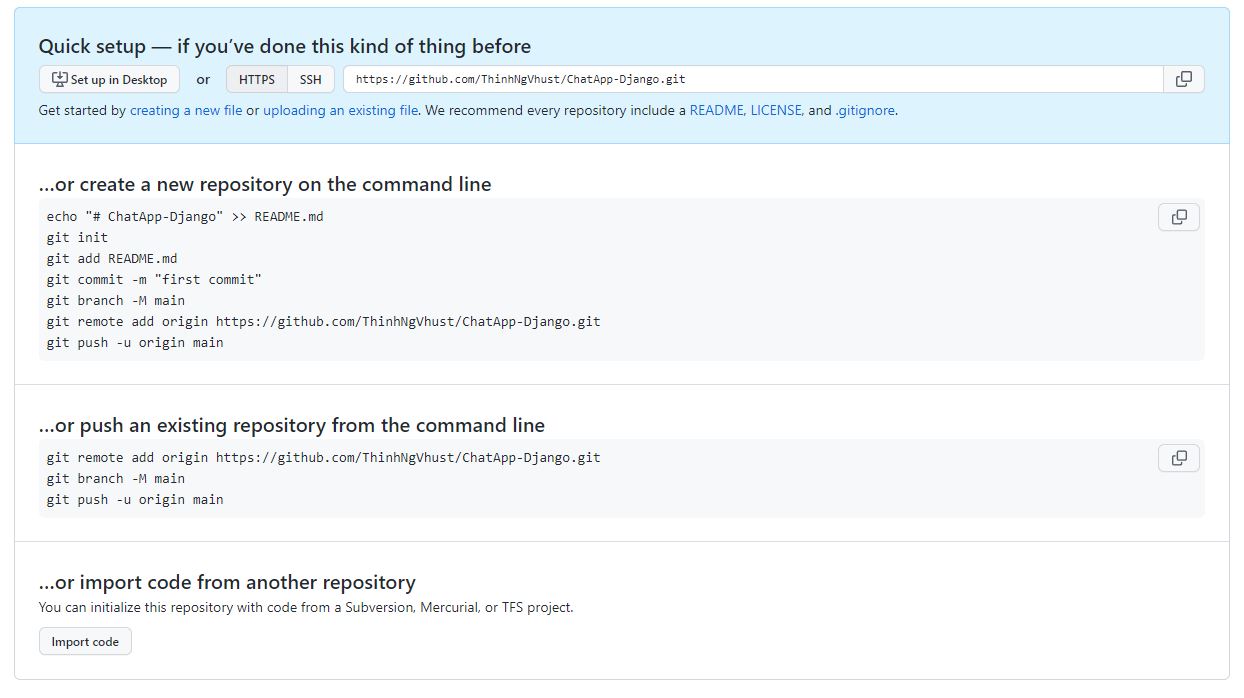 Quick setup — if you’ve done this kind of thing before
Set up in Desktop or HTTPS SSH https://github.com/ThinhNgVhust/ChatApp-Django.git
Get started by creating a new file or uploading an existing file. We recommend every repository include a README, LICENSE, and .gitignore.
…or create a new repository on the command line
echo "# ChatApp-Django" >> README.md
git init
git add README.md
git commit -m "first commit"
git branch -M main
git remote add origin https://github.com/ThinhNgVhust/ChatApp-Django.git
git push -u origin main
…or push an existing repository from the command line
git remote add origin https://github.com/ThinhNgVhust/ChatApp-Django.git
git branch -M main
git push -u origin main
…or import code from another repository
You can initialize this repository with code from a Subversion, Mercurial, or TFS project.
Import code